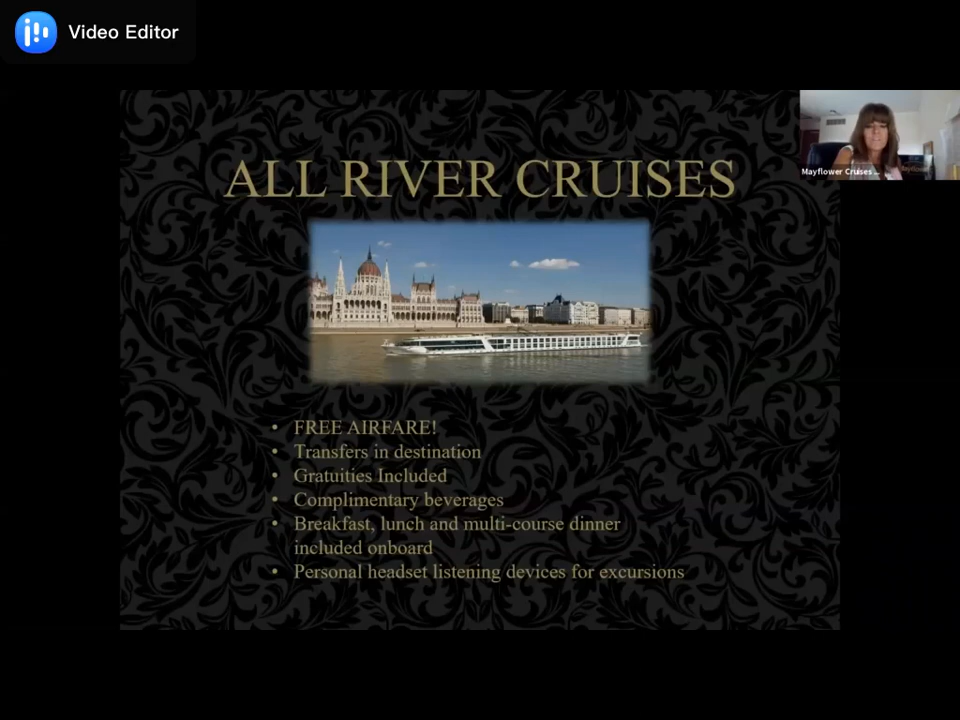 Video Editor
ALL RIVER CRUISES
Mayflower Cruises ...
• FREE AIRFARE!
• Transfers in destination
• Gratuities Included
• Complimentary beverages
• Breakfast, lunch and multi-course dinner
included onboard
• Personal headset listening devices for excursions